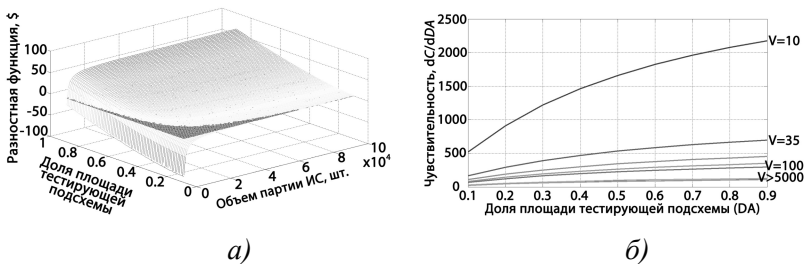 Разностная функция, $
100
50
0
-50
-100
1
0.8
0.6
0.4
0.2
0
Доля площади
тестирующей
подсхемы
0
2
4
6
8
10
x10⁴
Объем партии ИС, шт.
а)
Чувствительность, dC/dDA
2500
2000
1500
1000
500
0
0.1 0.2 0.3 0.4 0.5 0.6 0.7 0.8 0.9
Доля площади тестирующей подсхемы (DA)
V=10
V=35
V=100
V>5000
б)